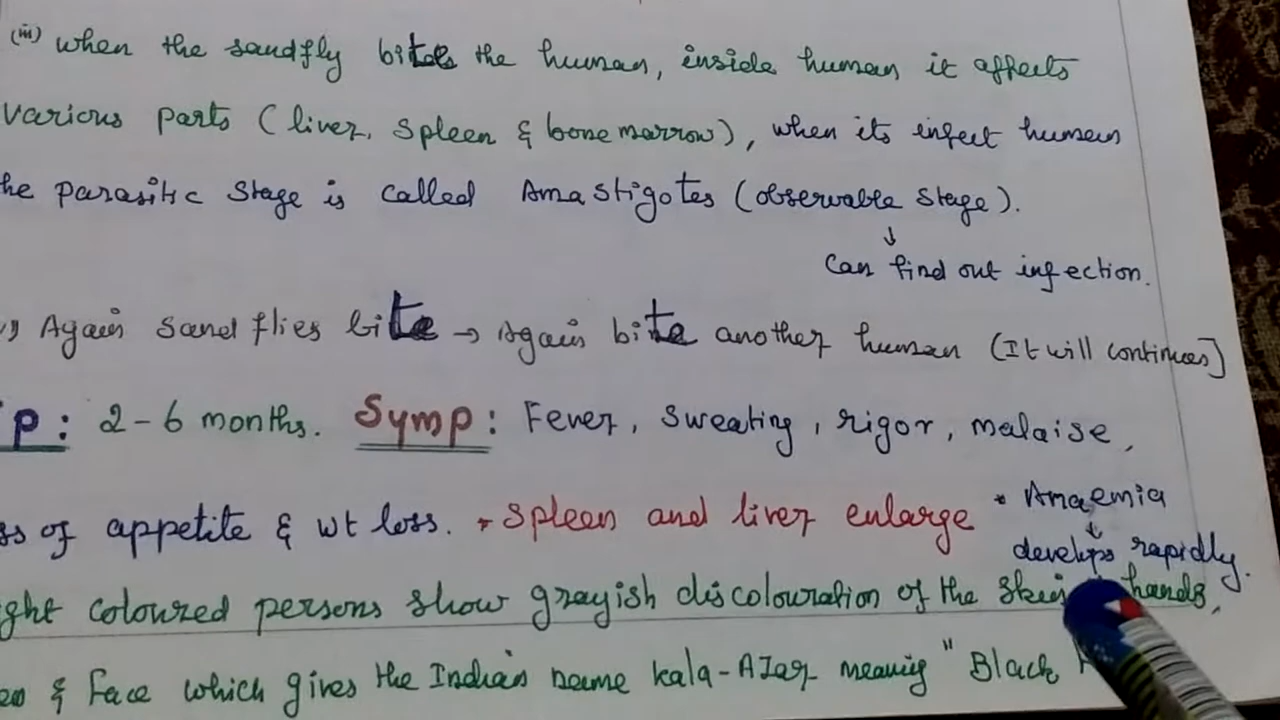 (iii) when the sandfly bites the human, inside human it affects
various parts (liver, spleen & bone marrow), when its infect human
he parasitic stage is called Amastigotes (observable stage).
↓
Can find out infection.
Again sand flies bite → Again bite another human (It will continues]
P: 2-6 months. Symp: Fever, sweating, rigor, malaise,
ss of appetite & wt loss. * Spleen and liver enlarge * Anaemia
↓
develops rapidly.
ght coloured persons show grayish discolouration of the skin hands,
& Face which gives the Indian name kala-AZar meaning "Black